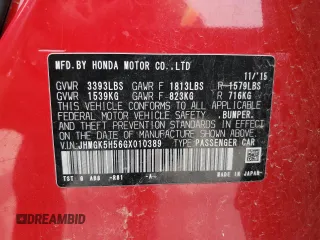 MFD.BY HONDA MOTOR CO.,LTD.
11/'15
GVWR 3393LBS GAWR F 1813LBS R 1579LBS
GVWR 1539KG GAWR F 823KG R 716KG
THIS VEHICLE CONFORMS TO ALL APPLICABLE
FEDERAL MOTOR VEHICLE SAFETY, BUMPER, AND
THEFT PREVENTION STANDARDS IN EFFECT ON THE
DATE OF MANUFACTURE SHOWN ABOVE.
V.I.N:JHMGK5H56GX010389 TYPE:PASSENGER CAR
MADE IN JAPAN
DREAMBID